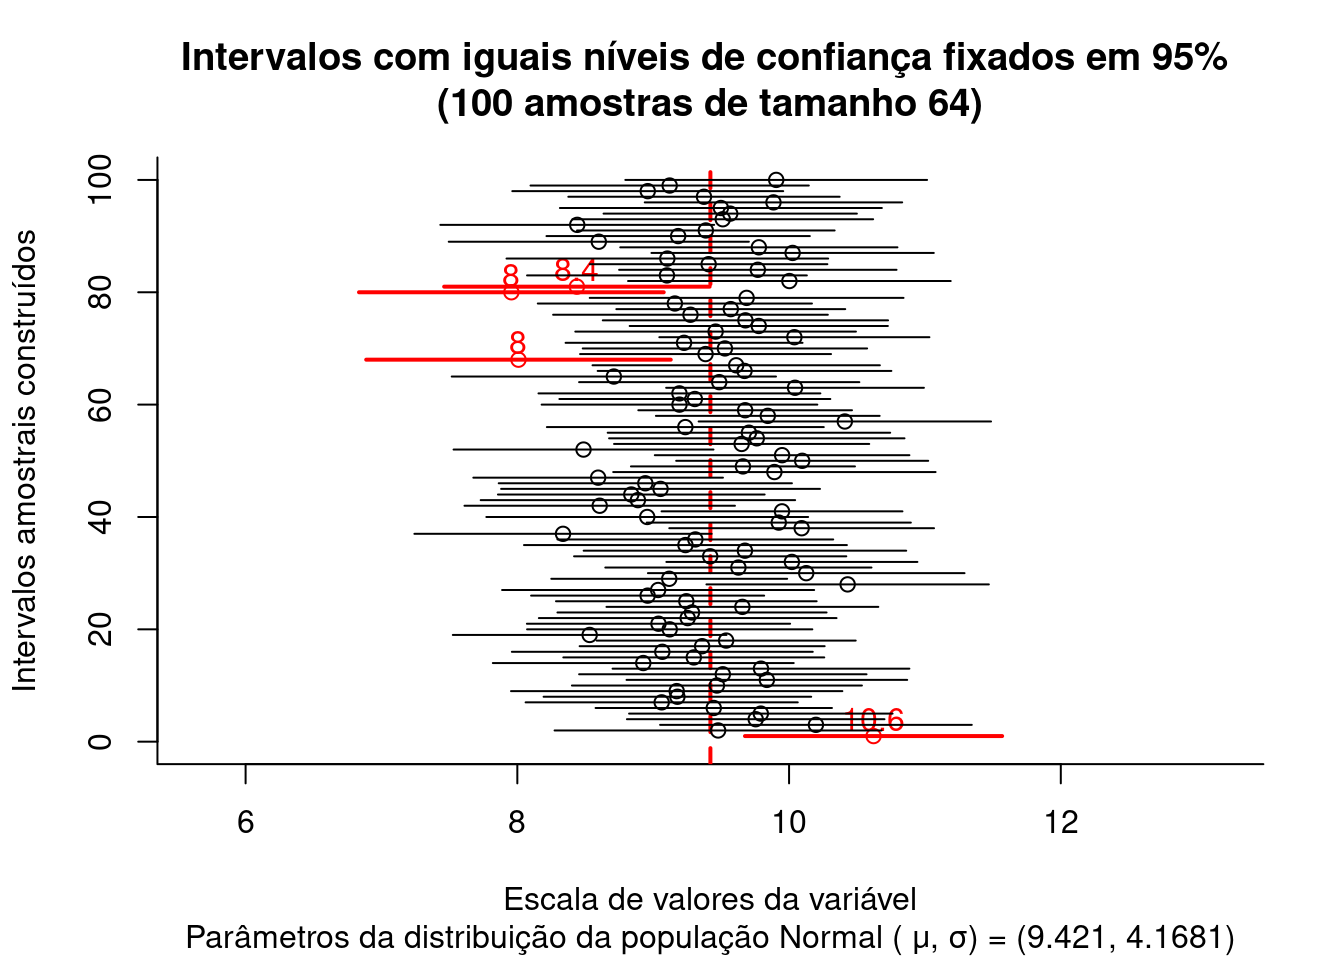 Intervalos com iguais níveis de confiança fixados em 95%
(100 amostras de tamanho 64)
Intervalos amostrais construídos
100
80
60
40
20
0
8
8.4
8
10.6
6
8
10
12
Escala de valores da variável
Parâmetros da distribuição da população Normal ( μ, σ) = (9.421, 4.1681)